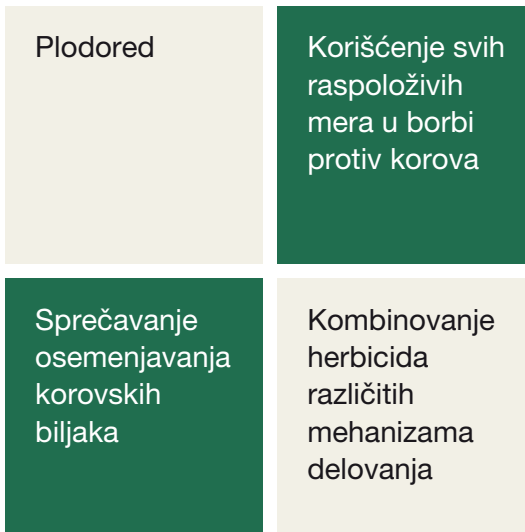 Plodored
Korišćenje svih
raspoloživih
mera u borbi
protiv korova
Sprečavanje
osemenjavanja
korovskih
biljaka
Kombinovanje
herbicida
različitih
mehanizama
delovanja